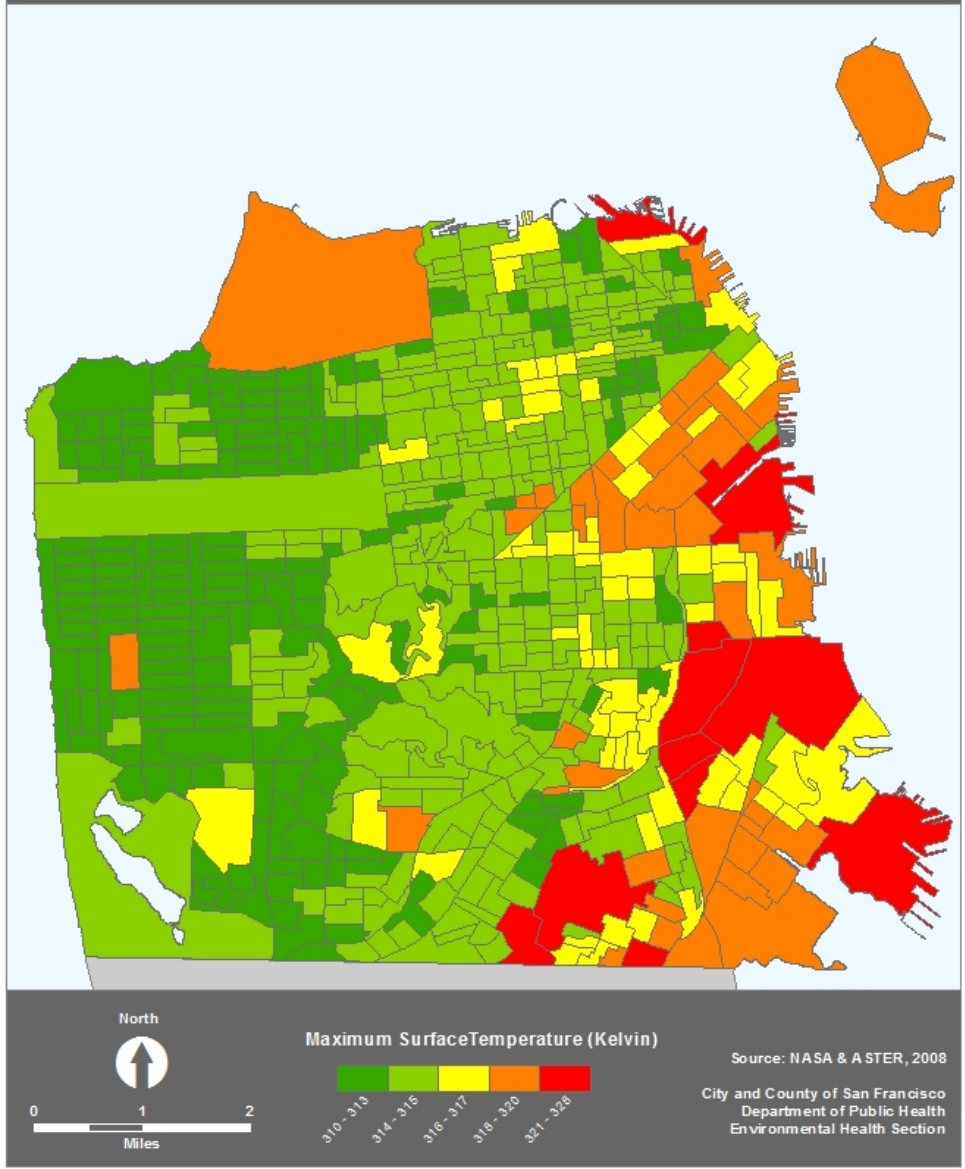 North
0 1 2
Miles
Maximum SurfaceTemperature (Kelvin)
310 - 313
314 - 315
316 - 317
318 - 320
321 - 328
Source: NASA & ASTER, 2008
City and County of San Francisco
Department of Public Health
Environmental Health Section